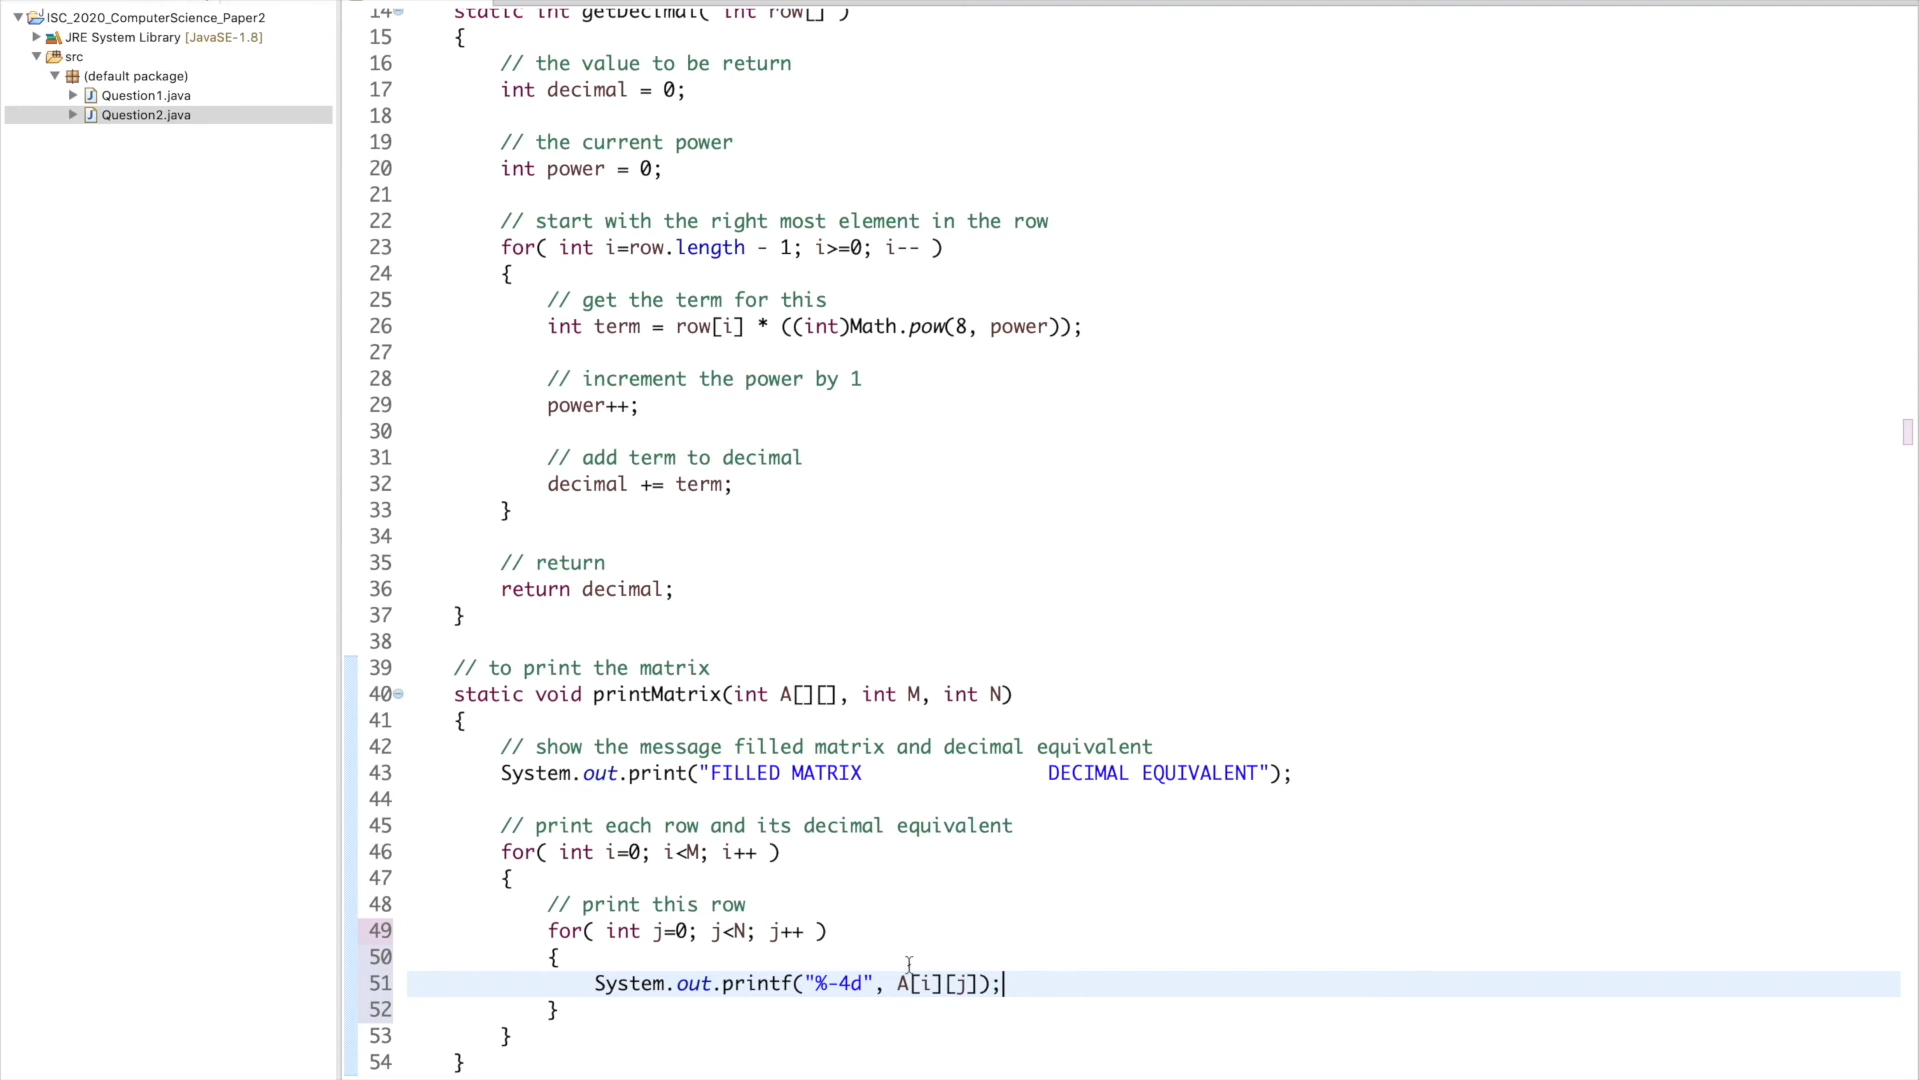 ISC_2020_ComputerScience_Paper2
JRE System Library [JavaSE-1.8]
src
(default package)
Question1.java
Question2.java
14 static int getDecimal( int row[] )
15 {
16 // the value to be return
17 int decimal = 0;
18
19 // the current power
20 int power = 0;
21
22 // start with the right most element in the row
23 for( int i=row.length - 1; i>=0; i-- )
24 {
25 // get the term for this
26 int term = row[i] * ((int)Math.pow(8, power));
27
28 // increment the power by 1
29 power++;
30
31 // add term to decimal
32 decimal += term;
33 }
34
35 // return
36 return decimal;
37 }
38
39 // to print the matrix
40 static void printMatrix(int A[][], int M, int N)
41 {
42 // show the message filled matrix and decimal equivalent
43 System.out.print("FILLED MATRIX                DECIMAL EQUIVALENT");
44
45 // print each row and its decimal equivalent
46 for( int i=0; i<M; i++ )
47 {
48 // print this row
49 for( int j=0; j<N; j++ )
50 {
51 System.out.printf("%-4d", A[i][j]);
52 }
53 }
54 }